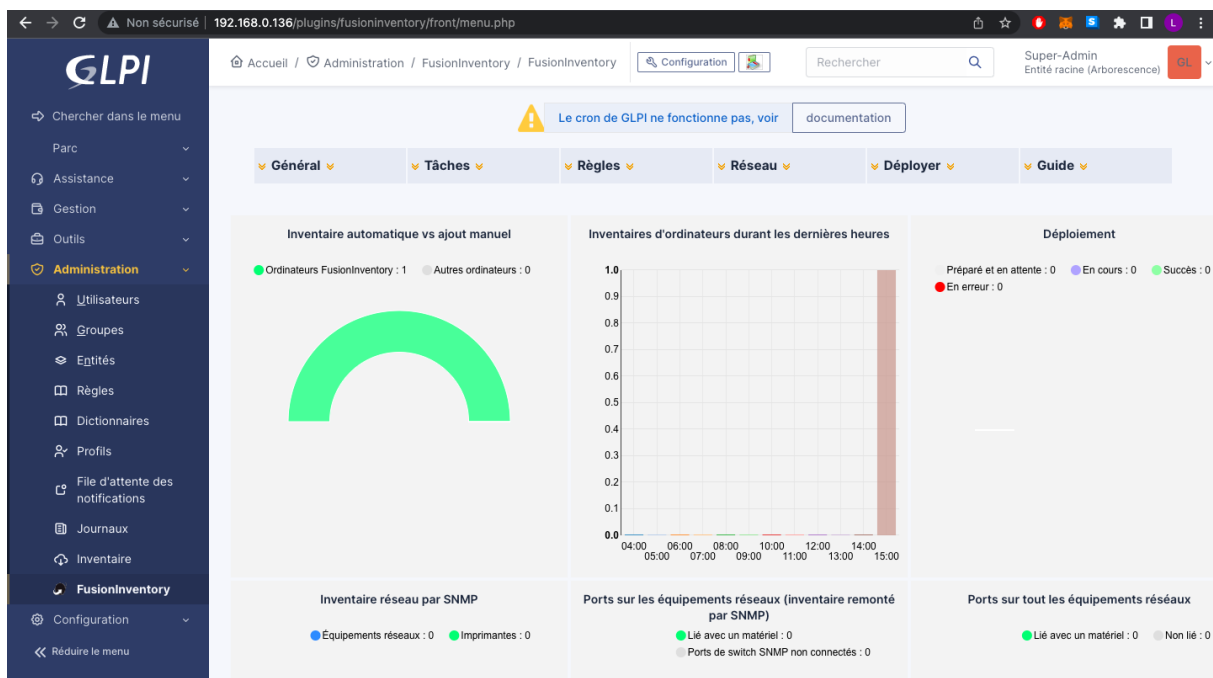 Non sécurisé | 192.168.0.136/plugins/fusioninventory/front/menu.php
GLPI
Accueil / Administration / FusionInventory / FusionInventory
Configuration
Rechercher
Super-Admin
Entité racine (Arborescence)
GL
Chercher dans le menu
Parc
Assistance
Gestion
Outils
Administration
Utilisateurs
Groupes
Entités
Règles
Dictionnaires
Profils
File d'attente des
notifications
Journaux
Inventaire
FusionInventory
Configuration
Réduire le menu
Le cron de GLPI ne fonctionne pas, voir documentation
Général Tâches Règles Réseau Déployer Guide
Inventaire automatique vs ajout manuel
Ordinateurs FusionInventory : 1 Autres ordinateurs : 0
Inventaires d'ordinateurs durant les dernières heures
1.0
0.9
0.8
0.7
0.6
0.5
0.4
0.3
0.2
0.1
0.0
04:00 06:00 08:00 10:00 12:00 14:00
05:00 07:00 09:00 11:00 13:00 15:00
Déploiement
Préparé et en attente : 0 En cours : 0 Succès : 0
En erreur : 0
Inventaire réseau par SNMP
Équipements réseaux : 0 Imprimantes : 0
Ports sur les équipements réseaux (inventaire remonté
par SNMP)
Lié avec un matériel : 0
Ports de switch SNMP non connectés : 0
Ports sur tout les équipements réséaux
Lié avec un matériel : 0 Non lié : 0